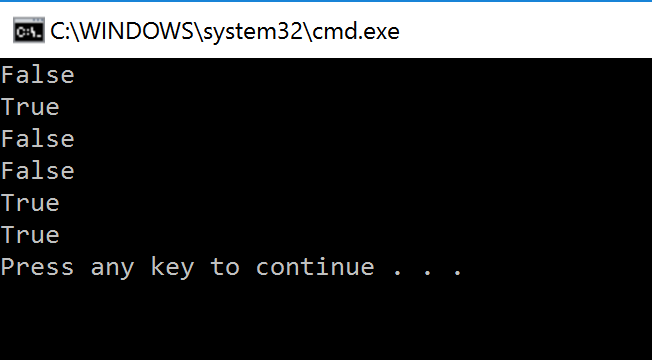 C:\WINDOWS\system32\cmd.exe
False
True
False
False
True
True
Press any key to continue . . .